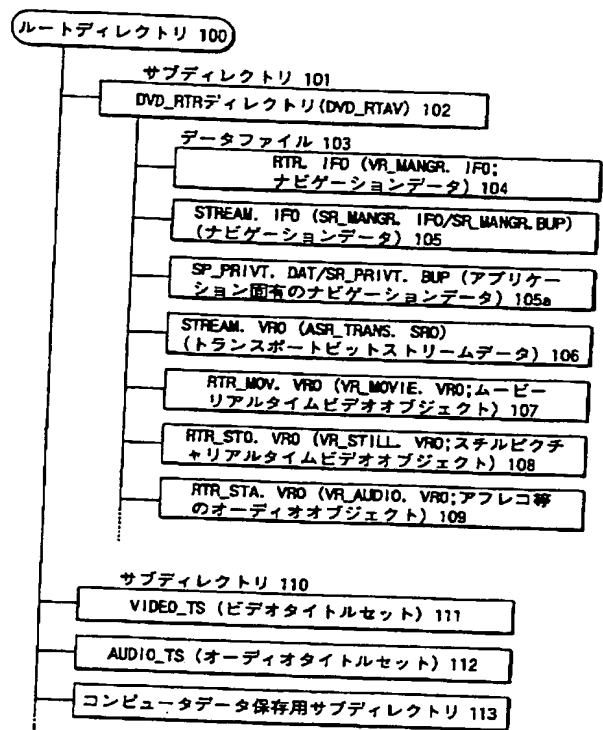 ルートディレクトリ 100
サブディレクトリ 101
DVD_RTRディレクトリ(DVD_RTAV) 102
データファイル 103
RTR. IFO (VR_MANGR. IFO;
ナビゲーションデータ) 104
STREAM. IFO (SR_MANGR. IFO/SR_MANGR.BUP)
(ナビゲーションデータ) 105
SP_PRIVT. DAT/SR_PRIVT. BUP (アプリケー
ション固有のナビゲーションデータ) 105a
STREAM. VRO (ASR_TRANS. SRO)
(トランスポートビットストリームデータ) 106
RTR_MOV. VRO (VR_MOVIE. VRO;ムービー
リアルタイムビデオオブジェクト) 107
RTR_STO. VRO (VR_STILL. VRO;スチルピクチ
ャリアルタイムビデオオブジェクト) 108
RTR_STA. VRO (VR_AUDIO. VRO;アフレコ等
のオーディオオブジェクト) 109
サブディレクトリ 110
VIDEO_TS (ビデオタイトルセット) 111
AUDIO_TS (オーディオタイトルセット) 112
コンピュータデータ保存用サブディレクトリ 113